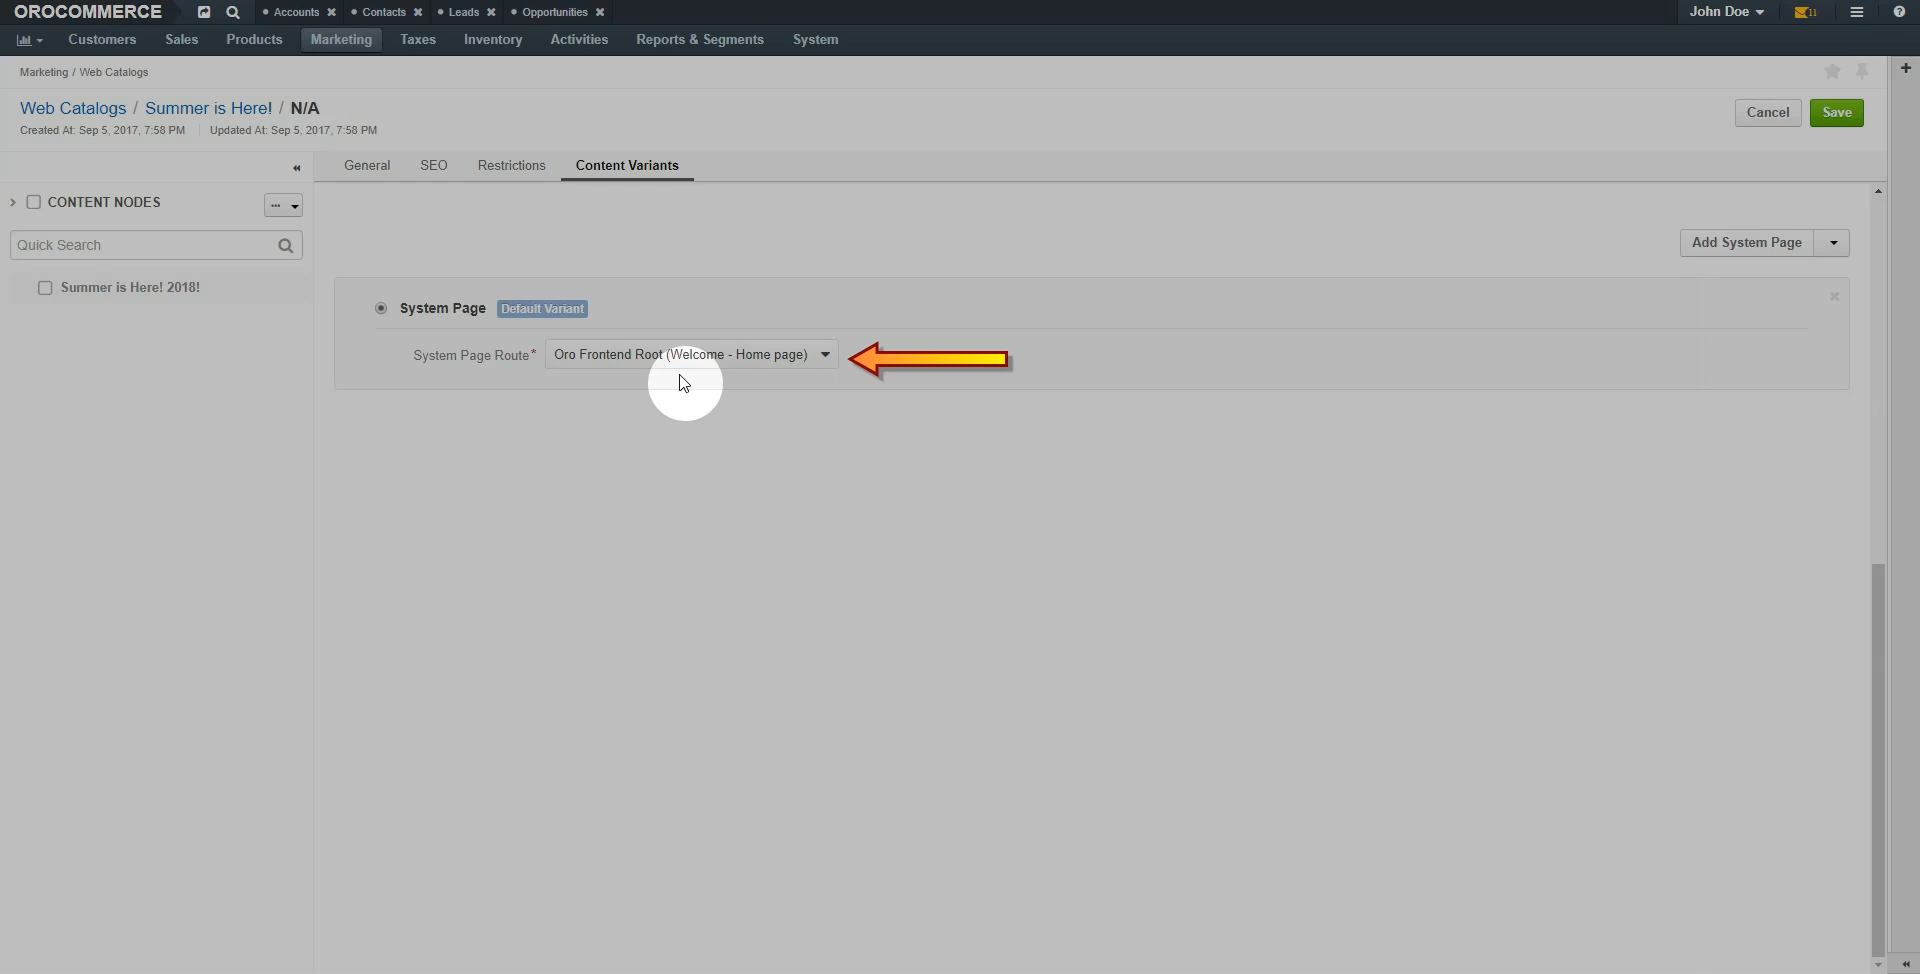 OROCOMMERCE
Accounts
Contacts
Leads
Opportunities
John Doe
11
Customers
Sales
Products
Marketing
Taxes
Inventory
Activities
Reports & Segments
System
Marketing / Web Catalogs
Web Catalogs / Summer is Here! / N/A
Created At: Sep 5, 2017, 7:58 PM
Updated At: Sep 5, 2017, 7:58 PM
Cancel
Save
General
SEO
Restrictions
Content Variants
CONTENT NODES
...
Quick Search
Summer is Here! 2018!
Add System Page
System Page
Default Variant
System Page Route*
Oro Frontend Root (Welcome - Home page)